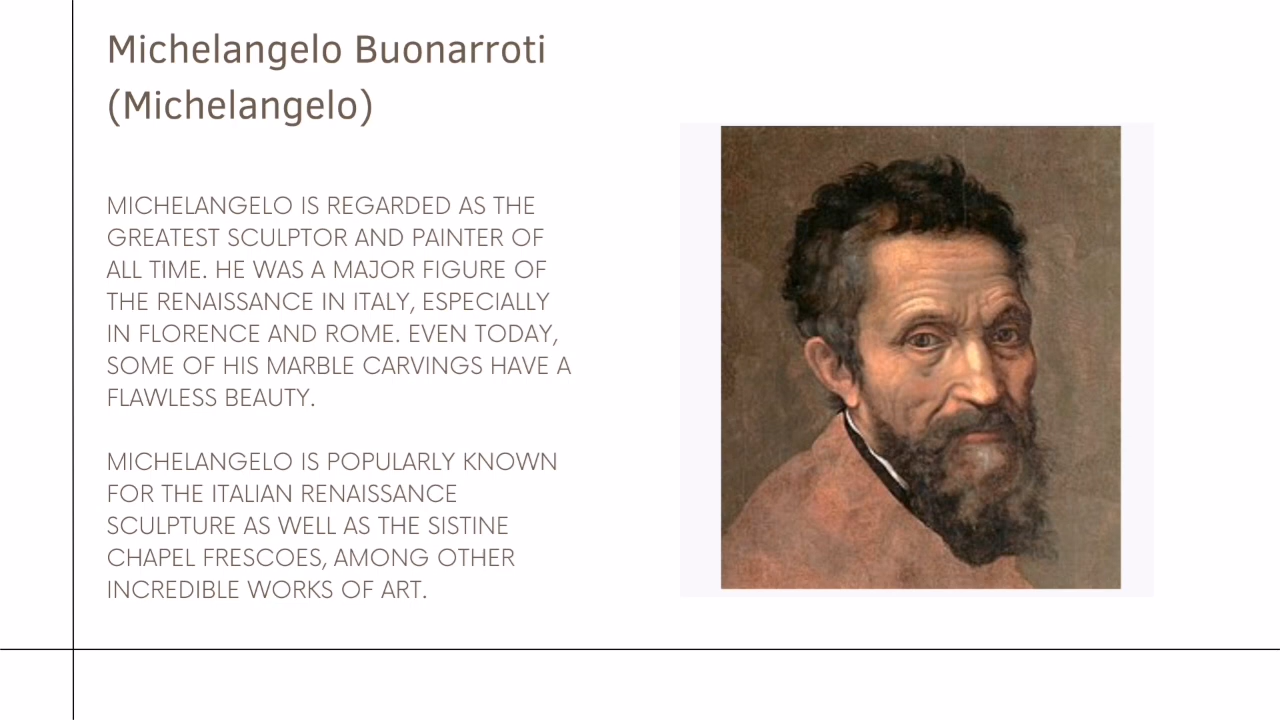 Michelangelo Buonarroti
(Michelangelo)
MICHELANGELO IS REGARDED AS THE
GREATEST SCULPTOR AND PAINTER OF
ALL TIME. HE WAS A MAJOR FIGURE OF
THE RENAISSANCE IN ITALY, ESPECIALLY
IN FLORENCE AND ROME. EVEN TODAY,
SOME OF HIS MARBLE CARVINGS HAVE A
FLAWLESS BEAUTY.
MICHELANGELO IS POPULARLY KNOWN
FOR THE ITALIAN RENAISSANCE
SCULPTURE AS WELL AS THE SISTINE
CHAPEL FRESCOES, AMONG OTHER
INCREDIBLE WORKS OF ART.